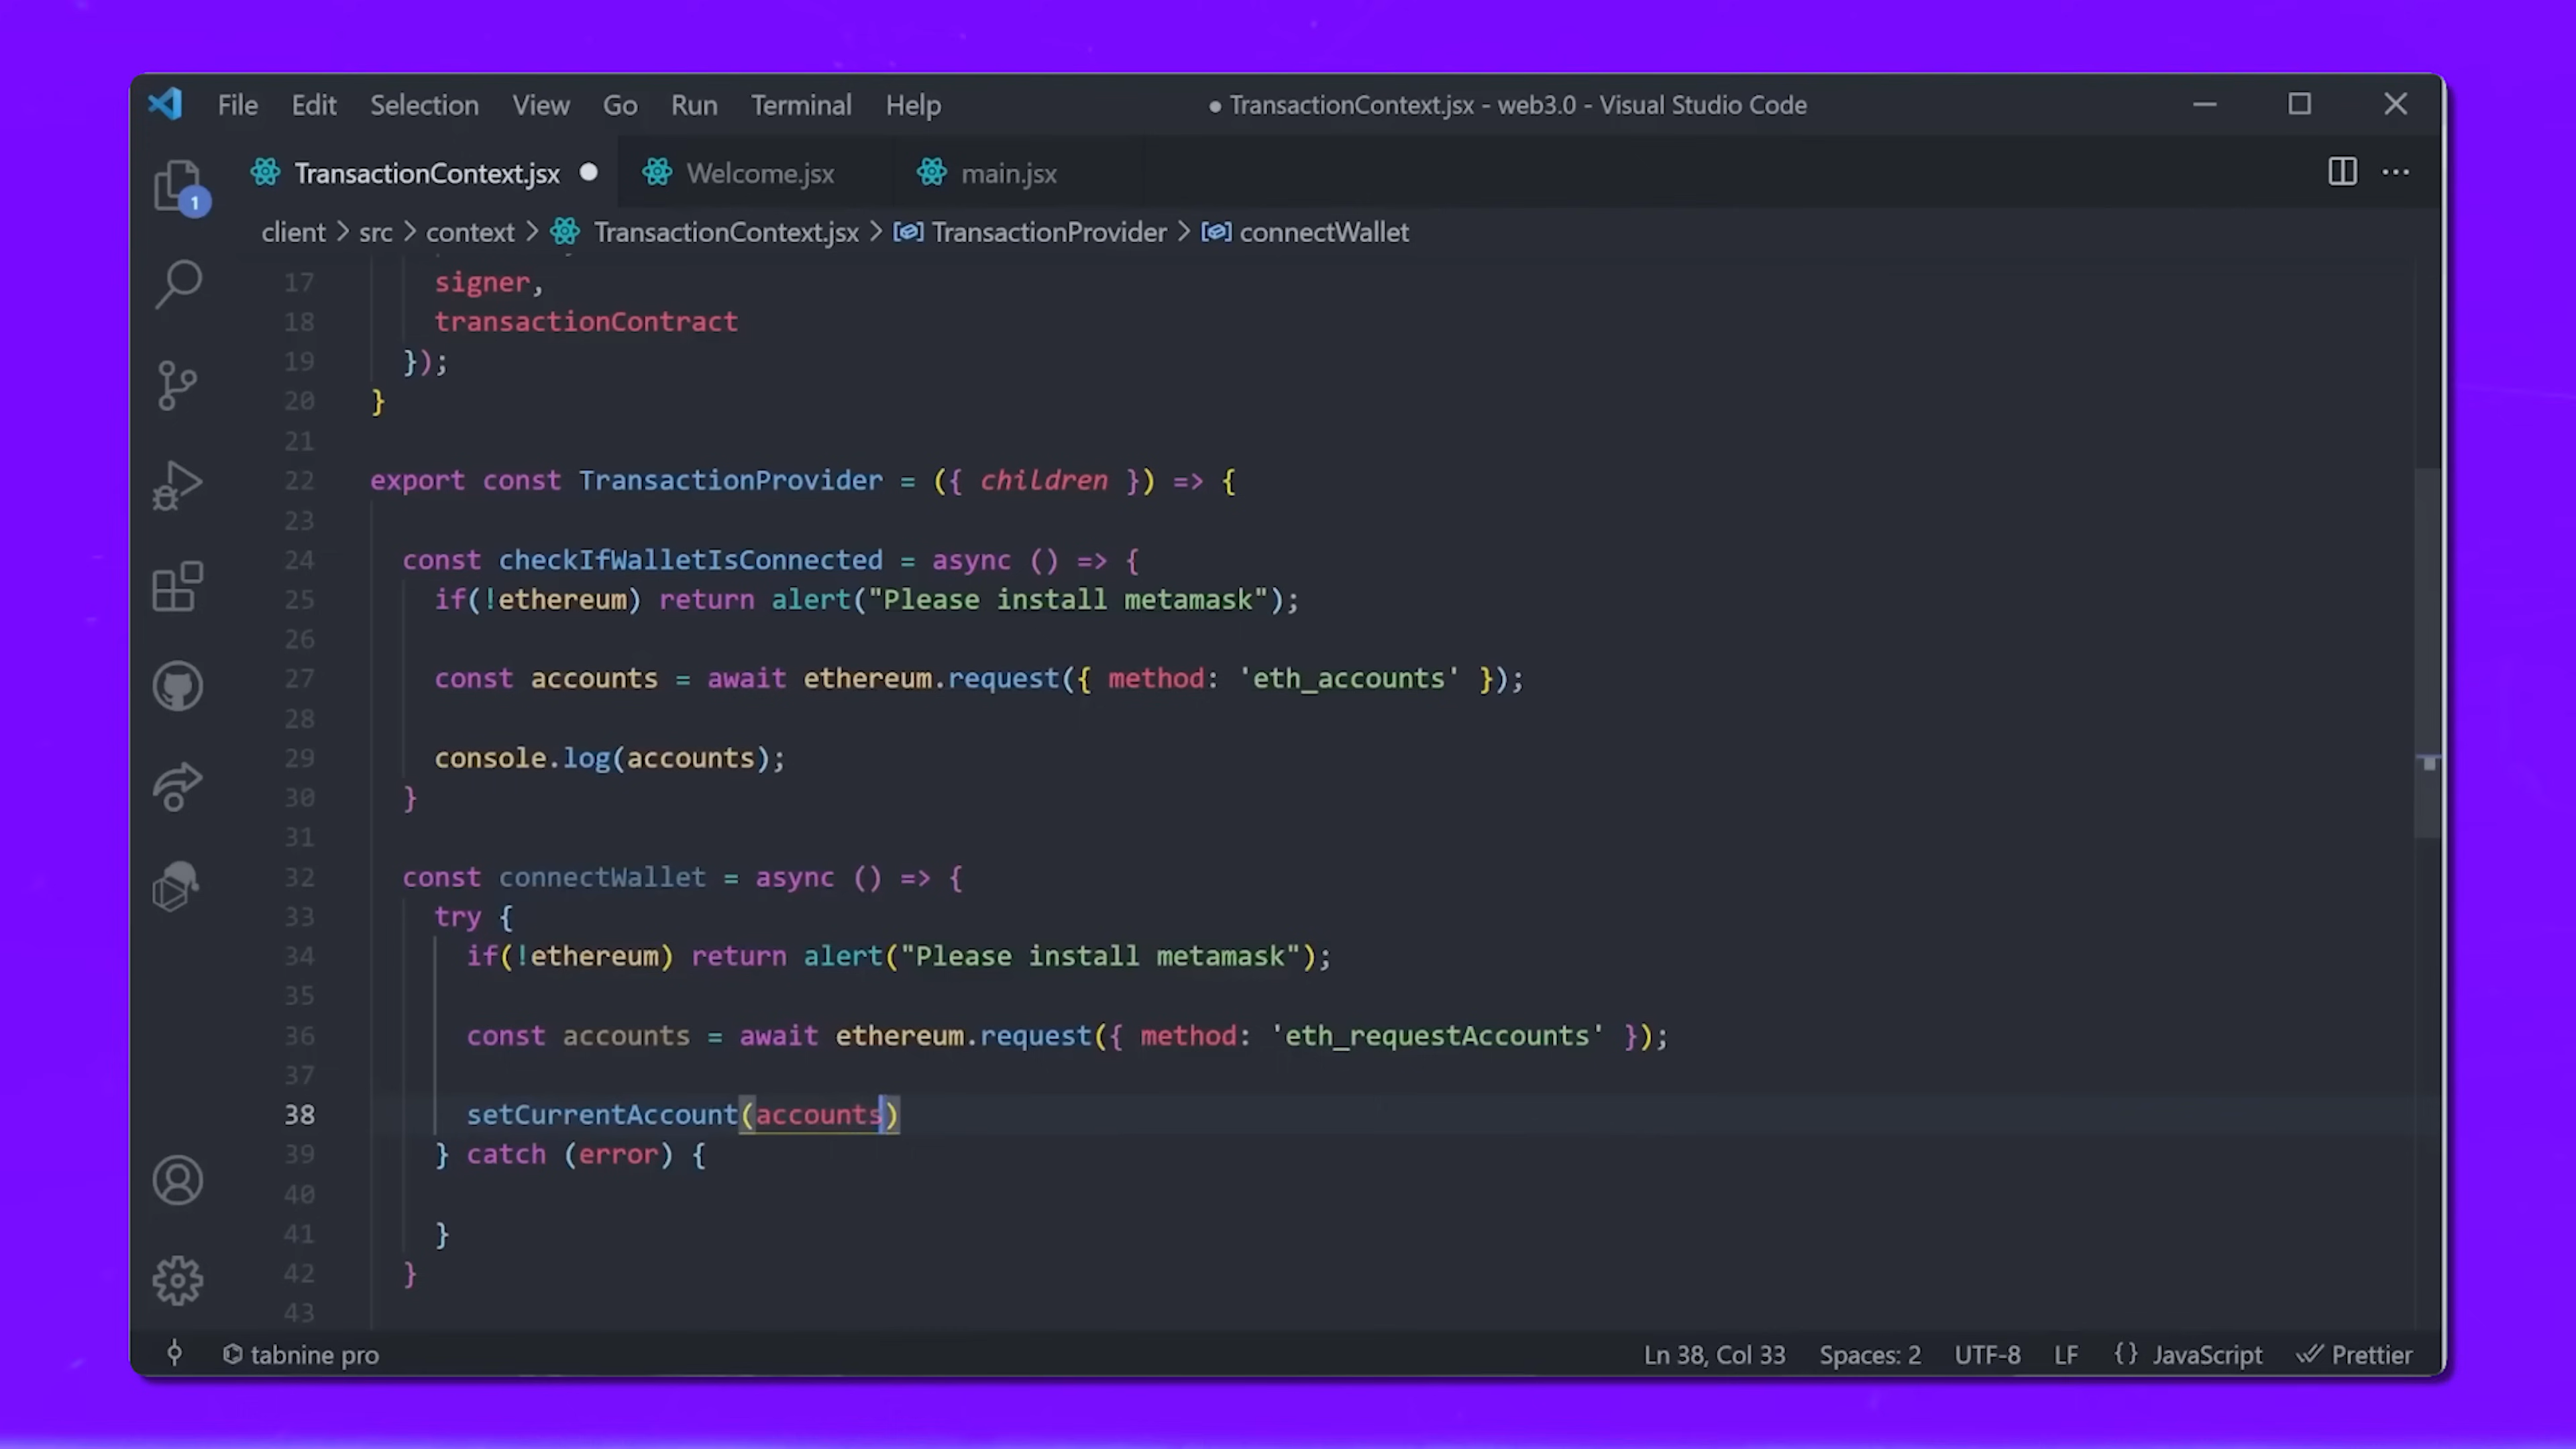 File Edit Selection View Go Run Terminal Help ● TransactionContext.jsx - web3.0 - Visual Studio Code
TransactionContext.jsx Welcome.jsx main.jsx
1
client > src > context > TransactionContext.jsx > TransactionProvider > connectWallet
17 signer,
18 transactionContract
19 });
20 }
21
22 export const TransactionProvider = ({ children }) => {
23
24 const checkIfWalletIsConnected = async () => {
25 if(!ethereum) return alert("Please install metamask");
26
27 const accounts = await ethereum.request({ method: 'eth_accounts' });
28
29 console.log(accounts);
30 }
31
32 const connectWallet = async () => {
33 try {
34 if(!ethereum) return alert("Please install metamask");
35
36 const accounts = await ethereum.request({ method: 'eth_requestAccounts' });
37
38 setCurrentAccount(accounts)
39 } catch (error) {
40
41 }
42 }
43
tabnine pro Ln 38, Col 33 Spaces: 2 UTF-8 LF {} JavaScript Prettier